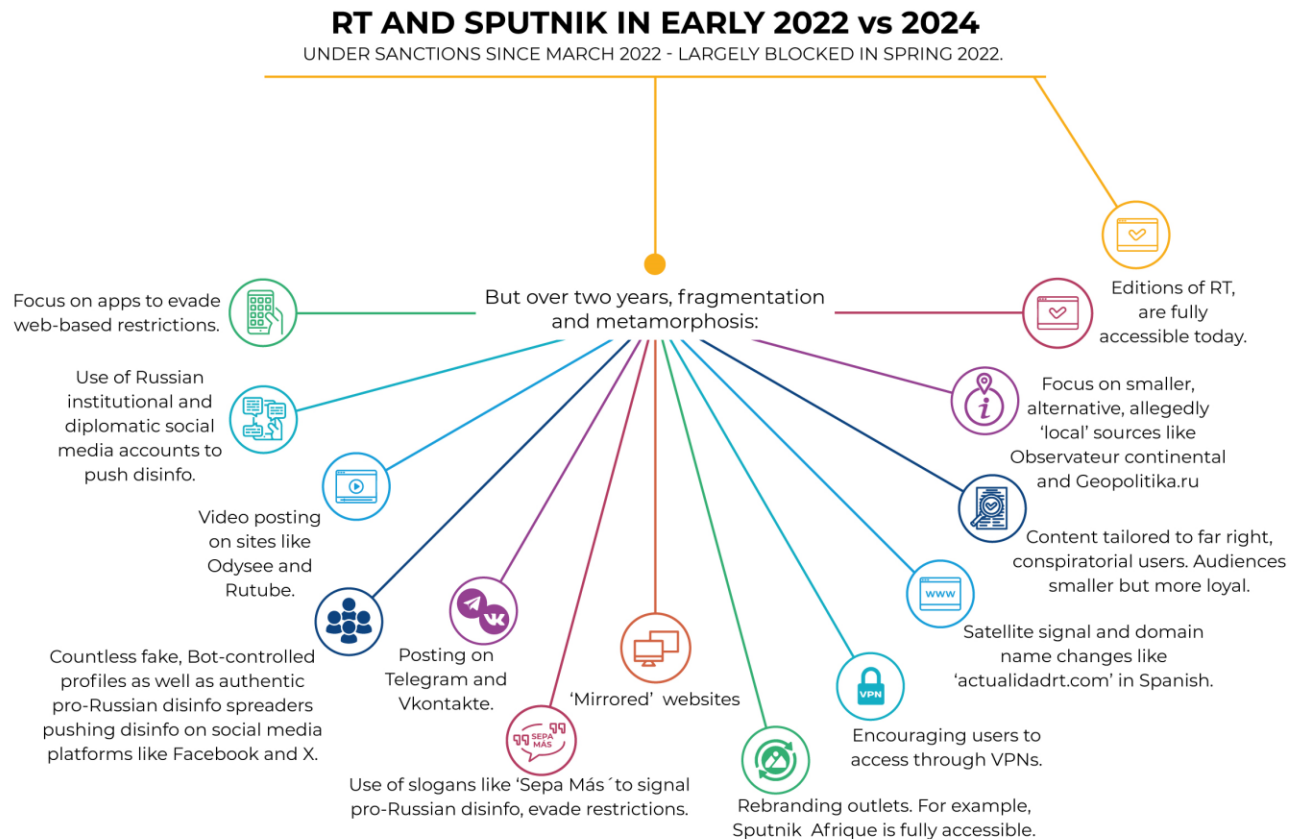 RT AND SPUTNIK IN EARLY 2022 vs 2024
UNDER SANCTIONS SINCE MARCH 2022 - LARGELY BLOCKED IN SPRING 2022.
But over two years, fragmentation
and metamorphosis:
Focus on apps to evade
web-based restrictions.
Use of Russian
institutional and
diplomatic social
media accounts to
push disinfo.
Video posting
on sites like
Odysee and
Rutube.
Countless fake, Bot-controlled
profiles as well as authentic
pro-Russian disinfo spreaders
pushing disinfo on social media
platforms like Facebook and X.
Posting on
Telegram and
Vkontakte.
SEPA
MÁS
Use of slogans like ‘Sepa Más ´to signal
pro-Russian disinfo, evade restrictions.
‘Mirrored’ websites
Rebranding outlets. For example,
Sputnik Afrique is fully accessible.
VPN
Encouraging users to
access through VPNs.
www
Satellite signal and domain
name changes like
‘actualidadrt.com’ in Spanish.
Content tailored to far right,
conspiratorial users. Audiences
smaller but more loyal.
i
Focus on smaller,
alternative, allegedly
‘local’ sources like
Observateur continental
and Geopolitika.ru
Editions of RT,
are fully
accessible today.